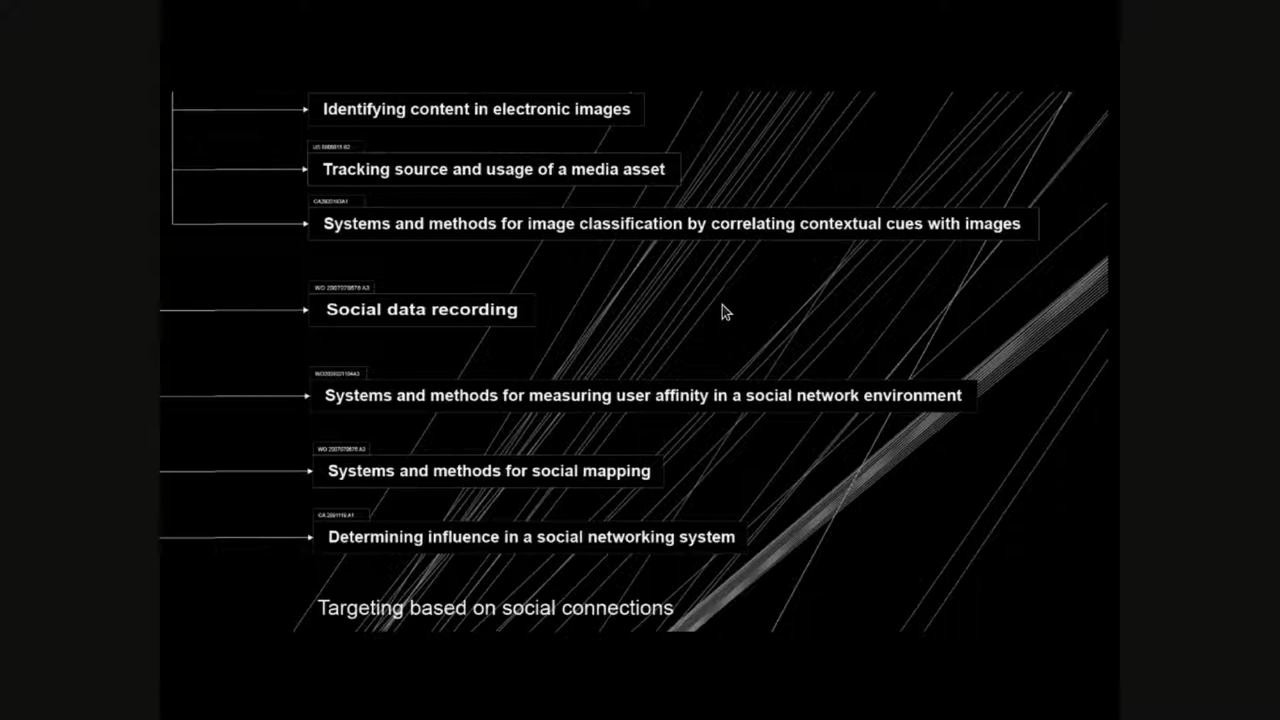 Identifying content in electronic images
Tracking source and usage of a media asset
Systems and methods for image classification by correlating contextual cues with images
Social data recording
Systems and methods for measuring user affinity in a social network environment
Systems and methods for social mapping
Determining influence in a social networking system
Targeting based on social connections